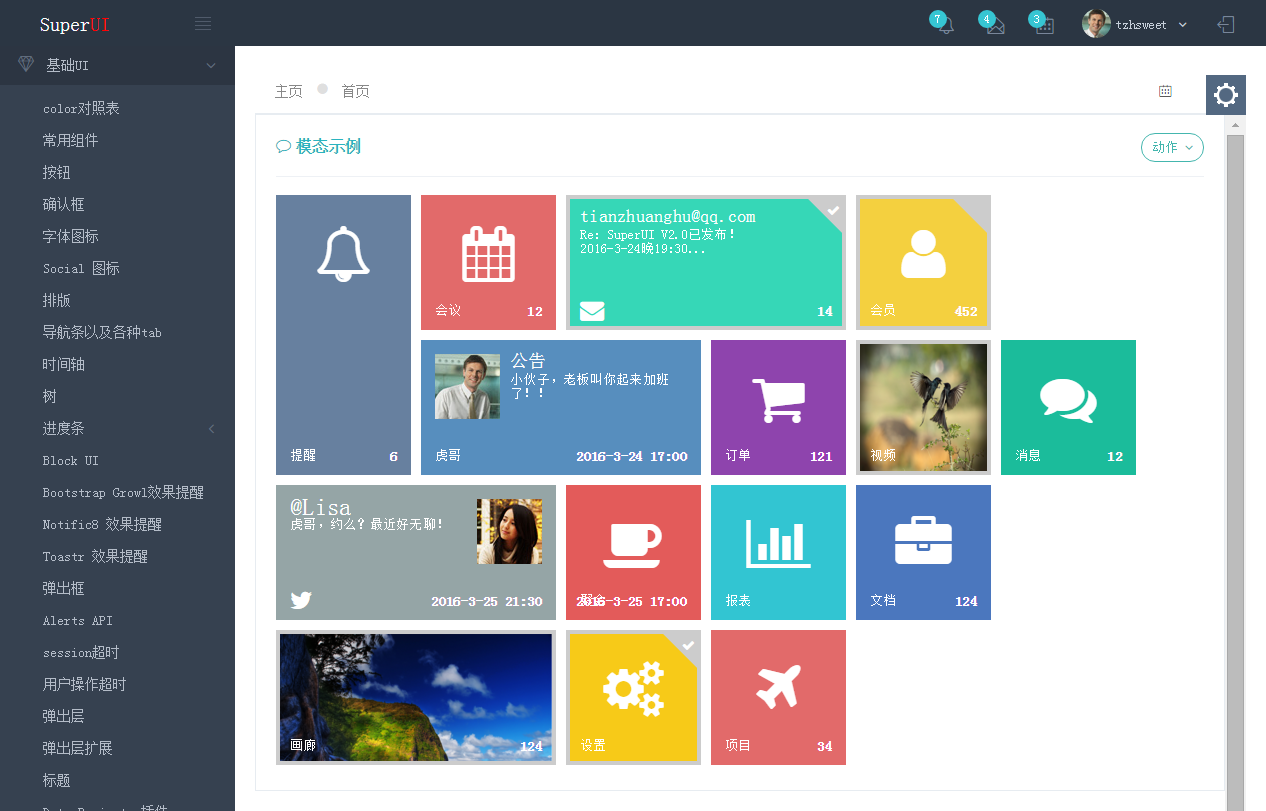 SuperUI
7
4
3
tzhsweet
基础UI
color对照表
常用组件
按钮
确认框
字体图标
Social 图标
排版
导航条以及各种tab
时间轴
树
进度条
Block UI
Bootstrap Growl效果提醒
Notific8 效果提醒
Toastr 效果提醒
弹出框
Alerts API
session超时
用户操作超时
弹出层
弹出层扩展
标题
主页
首页
模态示例
动作
提醒
6
会议
12
tianzhuanghu@qq.com
Re: SuperUI V2.0已发布!
2016-3-24晚19:30...
14
会员
452
公告
小伙子，老板叫你起来加班
了！！
虎哥
2016-3-24 17:00
订单
121
视频
消息
12
@Lisa
虎哥，约么？最近好无聊！
2016-3-25 21:30
2016-3-25 17:00
报表
文档
124
画廊
124
设置
项目
34